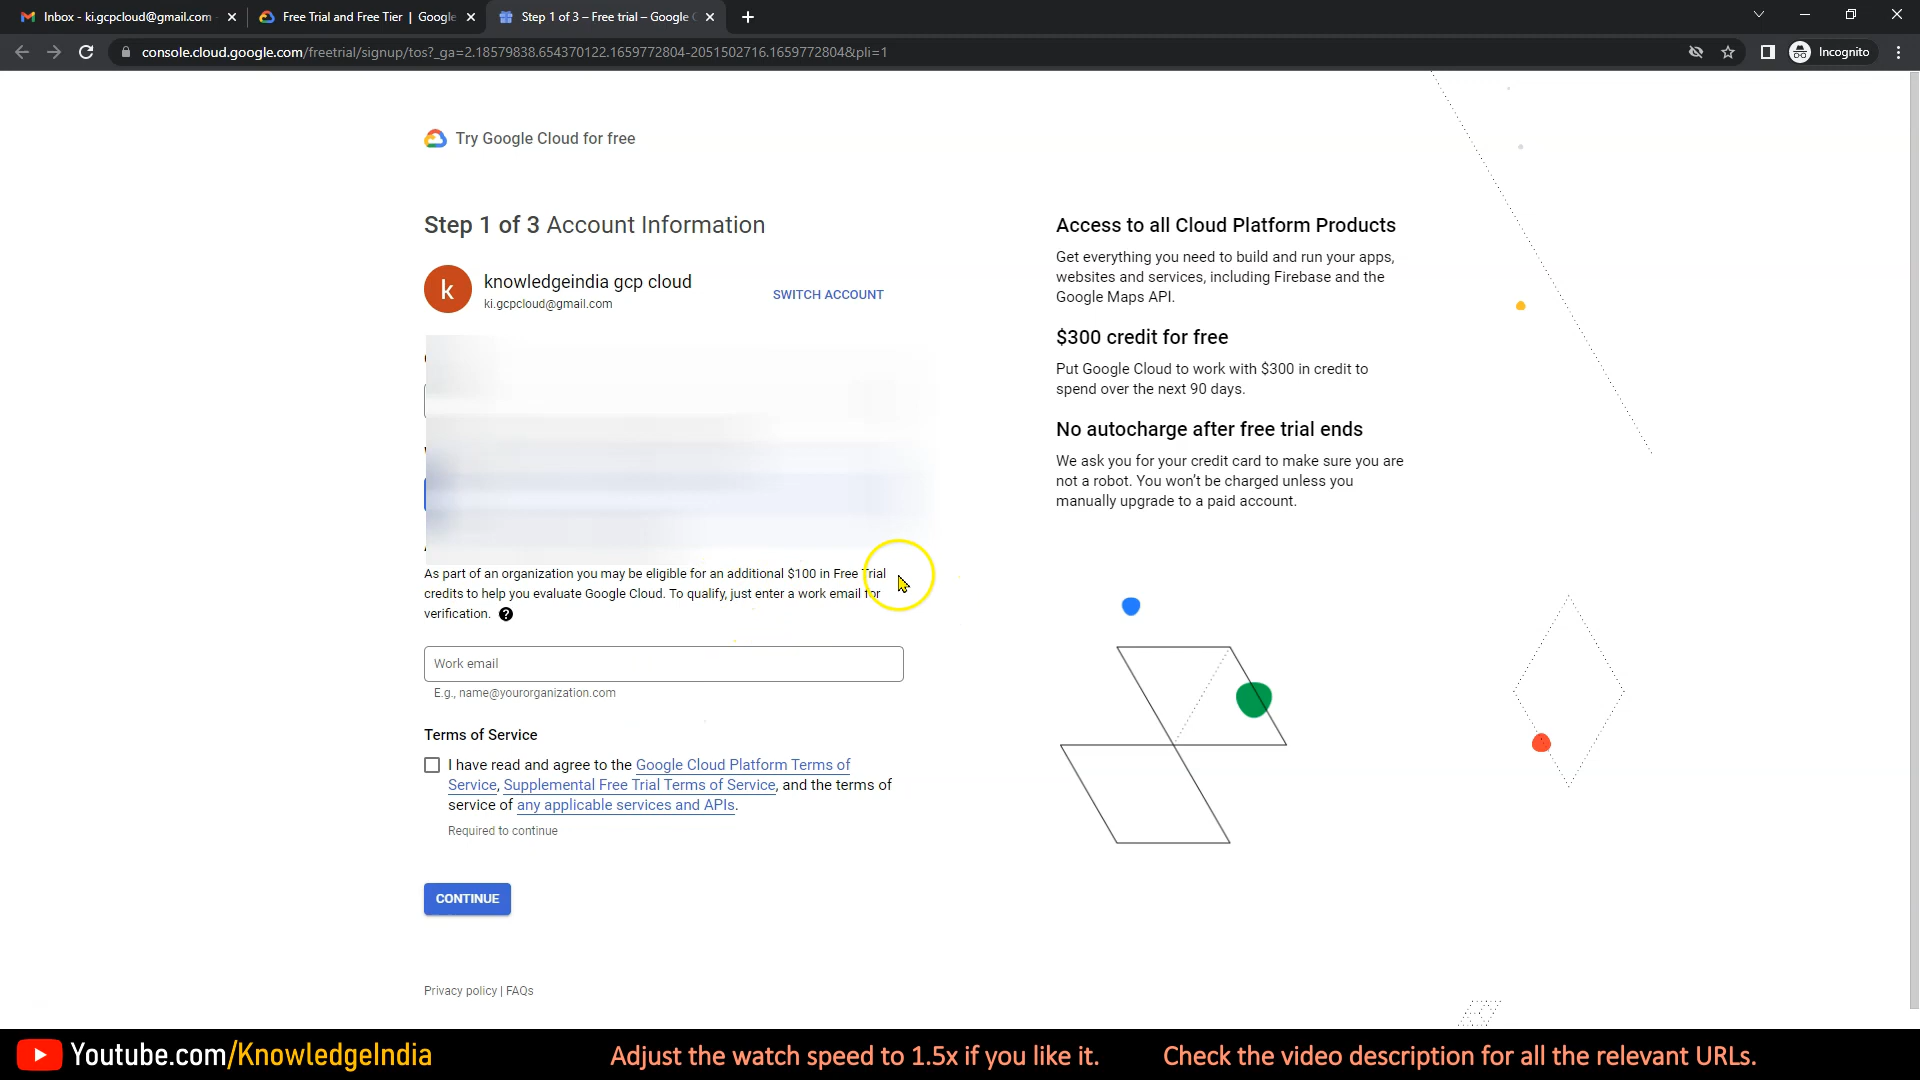 Inbox - ki.gcpcloud@gmail.com
Free Trial and Free Tier | Google
Step 1 of 3 – Free trial – Google
console.cloud.google.com/freetrial/signup/tos?_ga=2.18579838.654370122.1659772804-2051502716.1659772804&pli=1
Incognito
Try Google Cloud for free
Step 1 of 3 Account Information
k
knowledgeindia gcp cloud
ki.gcpcloud@gmail.com
SWITCH ACCOUNT
As part of an organization you may be eligible for an additional $100 in Free Trial
credits to help you evaluate Google Cloud. To qualify, just enter a work email for
verification. ?
Work email
E.g., name@yourorganization.com
Terms of Service
I have read and agree to the Google Cloud Platform Terms of
Service, Supplemental Free Trial Terms of Service, and the terms of
service of any applicable services and APIs.
Required to continue
CONTINUE
Privacy policy | FAQs
Access to all Cloud Platform Products
Get everything you need to build and run your apps,
websites and services, including Firebase and the
Google Maps API.
$300 credit for free
Put Google Cloud to work with $300 in credit to
spend over the next 90 days.
No autocharge after free trial ends
We ask you for your credit card to make sure you are
not a robot. You won't be charged unless you
manually upgrade to a paid account.
Youtube.com/KnowledgeIndia
Adjust the watch speed to 1.5x if you like it.
Check the video description for all the relevant URLs.